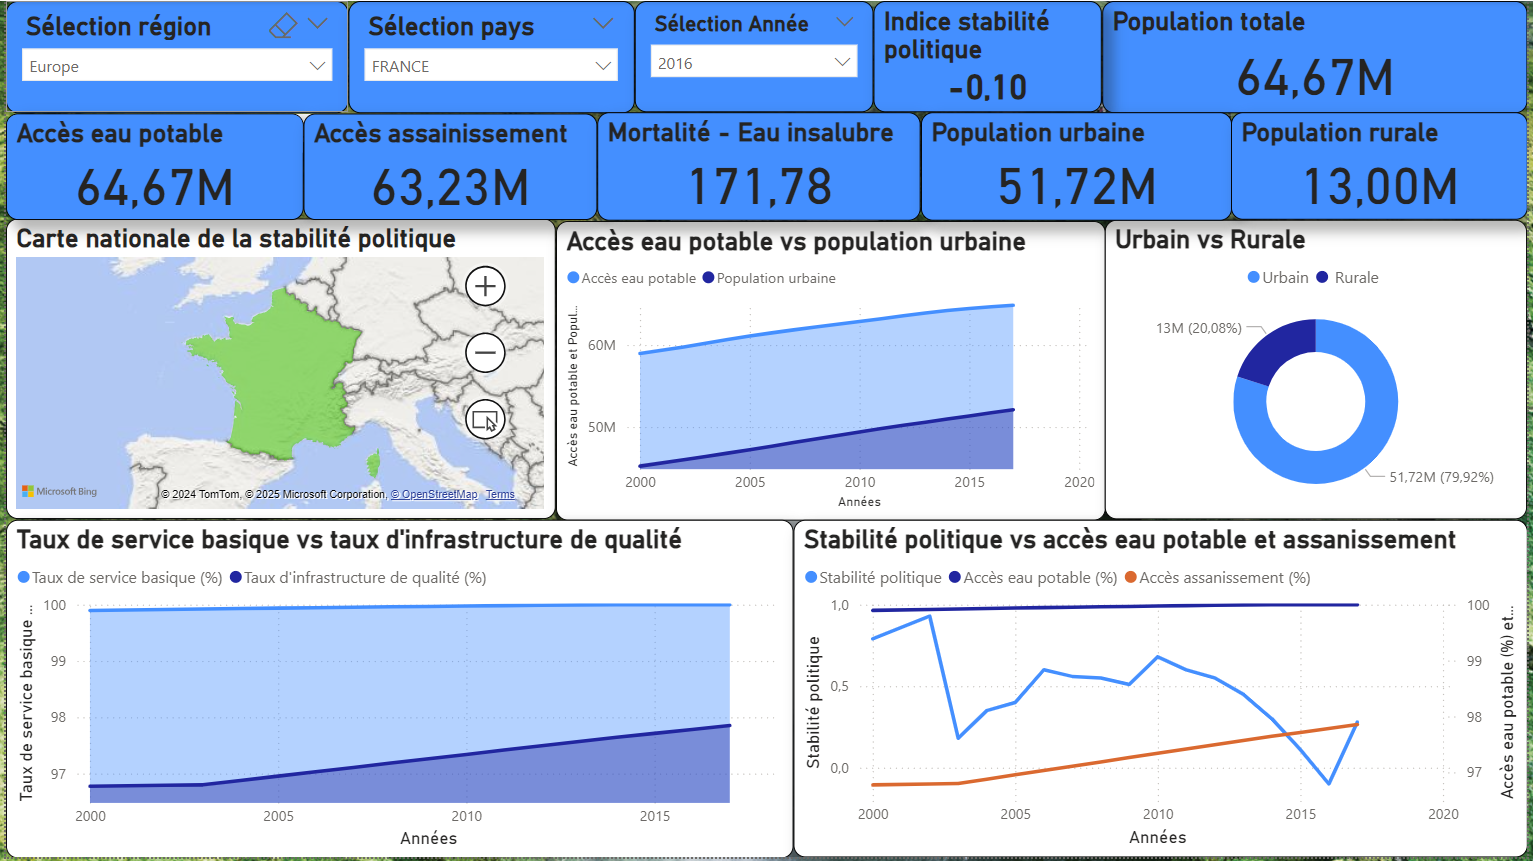 Sélection région
Europe
Sélection pays
FRANCE
Sélection Année
2016
Indice stabilité
politique
-0,10
Population totale
64,67M
Accès eau potable
64,67M
Accès assainissement
63,23M
Mortalité - Eau insalubre
171,78
Population urbaine
51,72M
Population rurale
13,00M
Carte nationale de la stabilité politique
Microsoft Bing
© 2024 TomTom, © 2025 Microsoft Corporation, © OpenStreetMap Terms
Accès eau potable vs population urbaine
Accès eau potable Population urbaine
Accès eau potable et Popul...
60M
50M
2000 2005 2010 2015 2020
Années
Urbain vs Rurale
Urbain Rurale
13M (20,08%)
51,72M (79,92%)
Taux de service basique vs taux d'infrastructure de qualité
Taux de service basique (%) Taux d'infrastructure de qualité (%)
Taux de service basique ...
100
99
98
97
2000 2005 2010 2015
Années
Stabilité politique vs accès eau potable et assanissement
Stabilité politique Accès eau potable (%) Accès assanissement (%)
Stabilité politique
1,0
0,5
0,0
100
99
98
97
Accès eau potable (%) et...
2000 2005 2010 2015 2020
Années